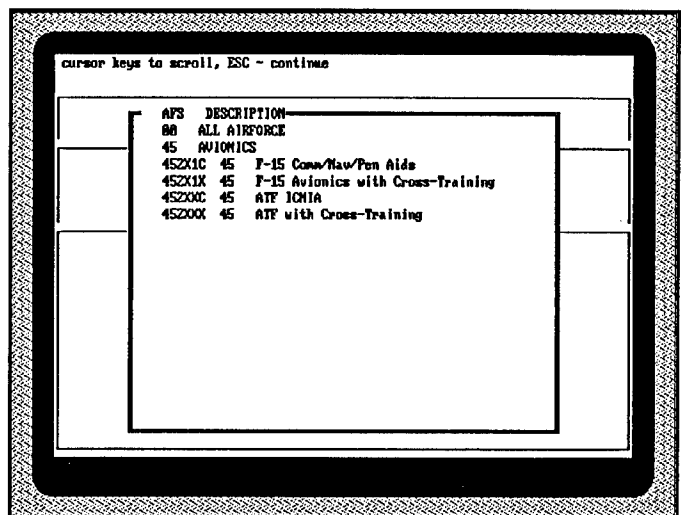 cursor keys to scroll, ESC ~ continue
AFS DESCRIPTION
00 ALL AIRFORCE
45 AVIONICS
452X1C 45 F-15 Comm/Nav/Pen Aids
452X1X 45 F-15 Avionics with Cross-Training
452XXC 45 ATF ICNIA
452XXX 45 ATF with Cross-Training